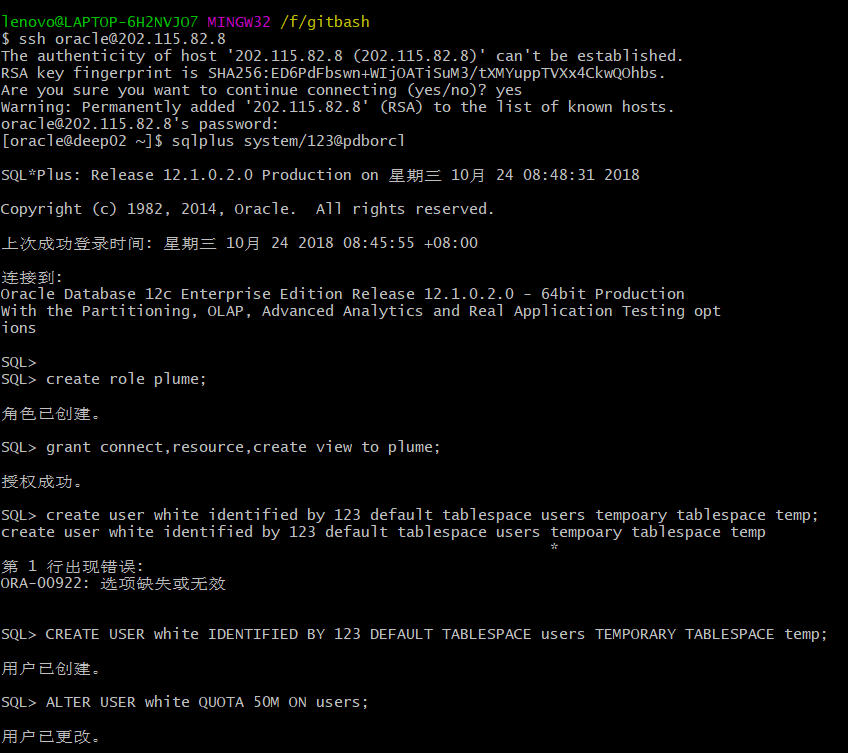 lenovo@LAPTOP-6H2NVJO7 MINGW32 /f/gitbash
$ ssh oracle@202.115.82.8
The authenticity of host '202.115.82.8 (202.115.82.8)' can't be established.
RSA key fingerprint is SHA256:ED6PdFbswn+WIjOATiSuM3/tXMYuppTVXx4CkwQOhbs.
Are you sure you want to continue connecting (yes/no)? yes
Warning: Permanently added '202.115.82.8' (RSA) to the list of known hosts.
oracle@202.115.82.8's password:
[oracle@deep02 ~]$ sqlplus system/123@pdborcl
SQL*Plus: Release 12.1.0.2.0 Production on 星期三 10月 24 08:48:31 2018
Copyright (c) 1982, 2014, Oracle.  All rights reserved.
上次成功登录时间: 星期三 10月 24 2018 08:45:55 +08:00
连接到:
Oracle Database 12c Enterprise Edition Release 12.1.0.2.0 - 64bit Production
With the Partitioning, OLAP, Advanced Analytics and Real Application Testing opt
ions
SQL>
SQL> create role plume;
角色已创建。
SQL> grant connect,resource,create view to plume;
授权成功。
SQL> create user white identified by 123 default tablespace users tempoary tablespace temp;
create user white identified by 123 default tablespace users tempoary tablespace temp
*
第 1 行出现错误:
ORA-00922: 选项缺失或无效
SQL> CREATE USER white IDENTIFIED BY 123 DEFAULT TABLESPACE users TEMPORARY TABLESPACE temp;
用户已创建。
SQL> ALTER USER white QUOTA 50M ON users;
用户已更改。